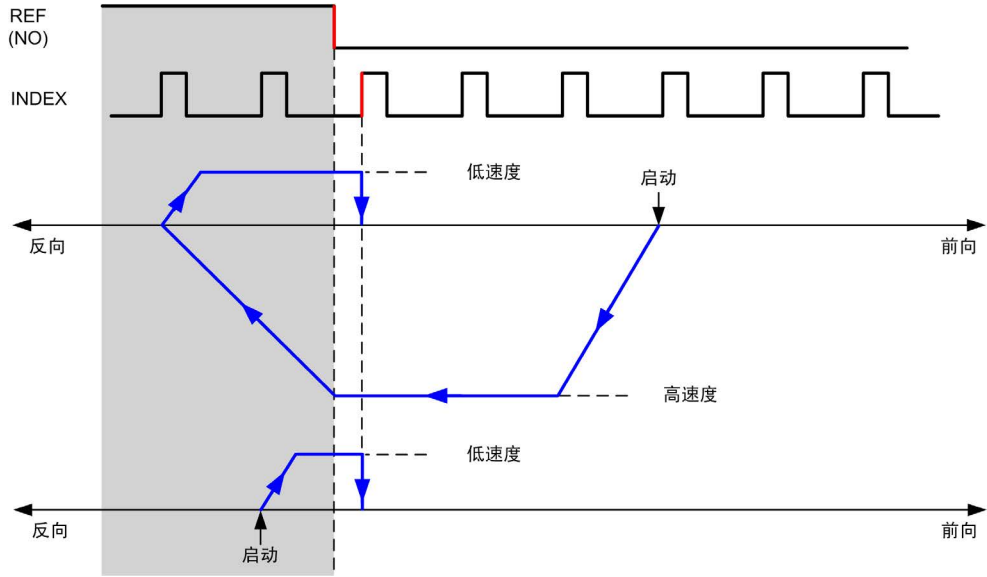 REF
(NO)
INDEX
低速度
启动
反向
前向
高速度
低速度
反向
前向
启动